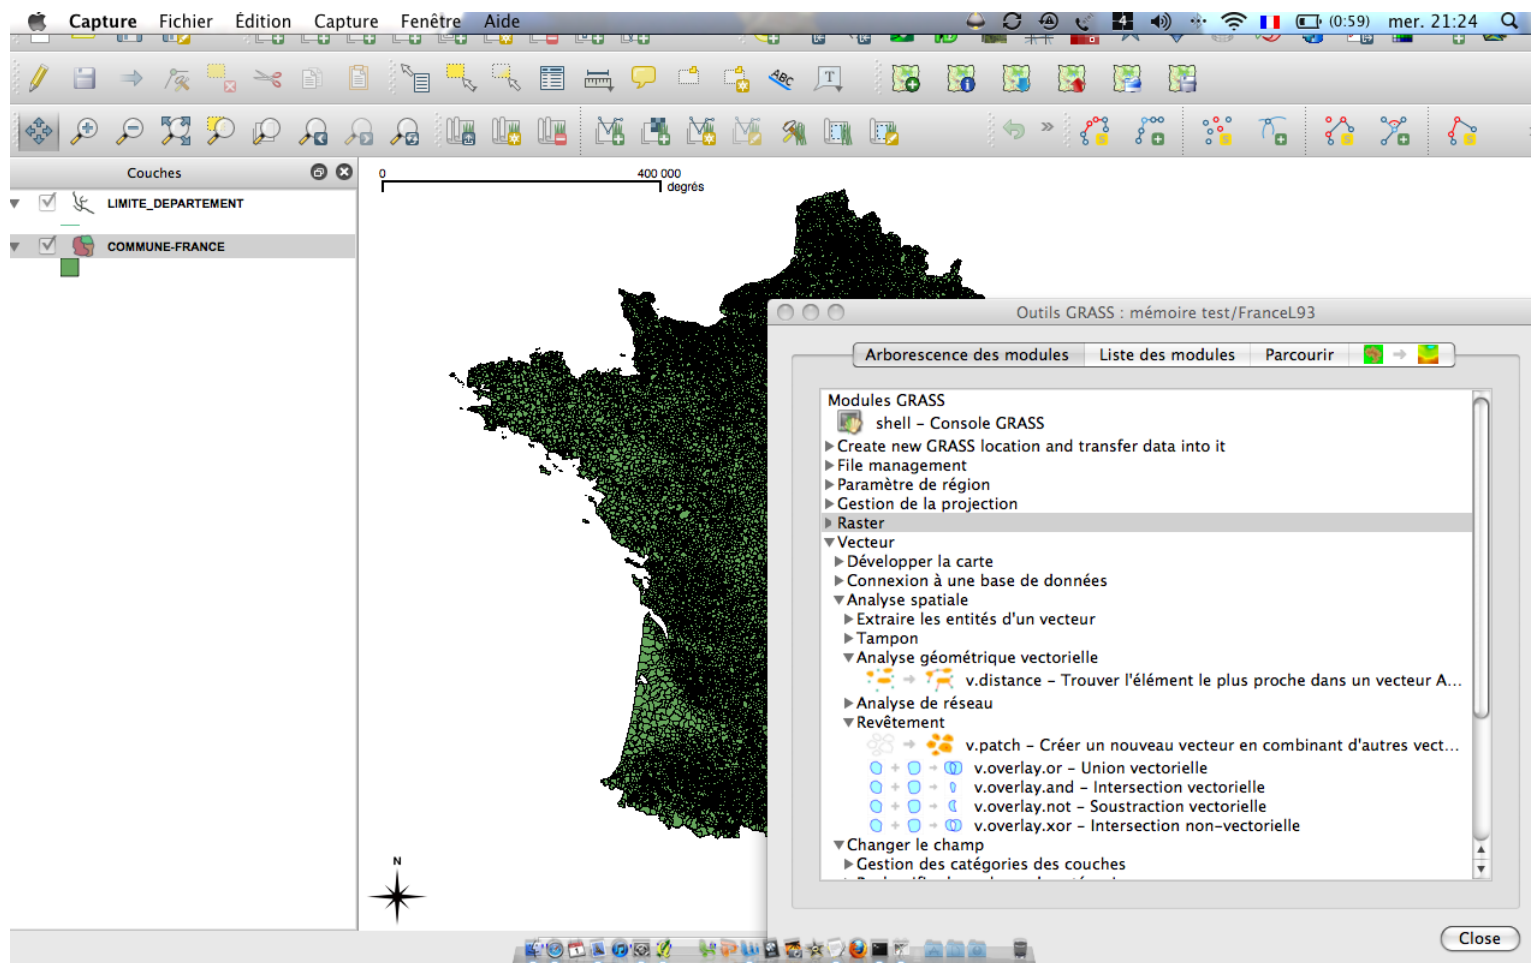 Capture Fichier Édition Capture Fenêtre Aide 4 (0:59) mer. 21:24
ABC T
Couches
LIMITE_DEPARTEMENT
COMMUNE-FRANCE
0 400 000
degrés
Outils GRASS : mémoire test/FranceL93
Arborescence des modules Liste des modules Parcourir
Modules GRASS
shell – Console GRASS
Create new GRASS location and transfer data into it
File management
Paramètre de région
Gestion de la projection
Raster
Vecteur
Développer la carte
Connexion à une base de données
Analyse spatiale
Extraire les entités d'un vecteur
Tampon
Analyse géométrique vectorielle
v.distance – Trouver l'élément le plus proche dans un vecteur A...
Analyse de réseau
Revêtement
v.patch – Créer un nouveau vecteur en combinant d'autres vect...
v.overlay.or – Union vectorielle
v.overlay.and – Intersection vectorielle
v.overlay.not – Soustraction vectorielle
v.overlay.xor – Intersection non-vectorielle
Changer le champ
Gestion des catégories des couches
N
Close